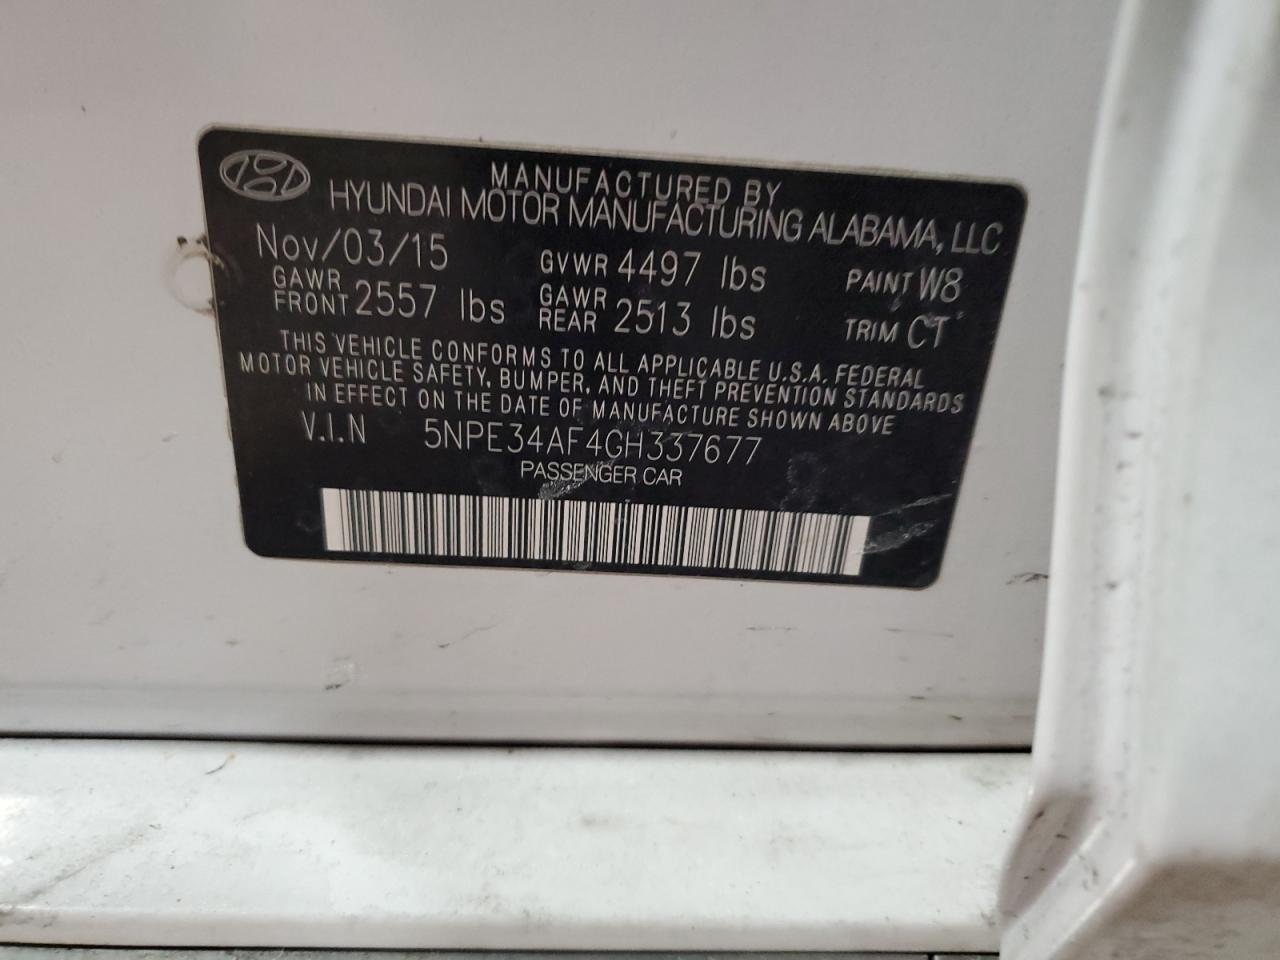 MANUFACTURED BY
HYUNDAI MOTOR MANUFACTURING ALABAMA, LLC
Nov/03/15 GVWR 4497 lbs PAINT W8
GAWR FRONT 2557 lbs GAWR REAR 2513 lbs TRIM CT
THIS VEHICLE CONFORMS TO ALL APPLICABLE U.S.A. FEDERAL
MOTOR VEHICLE SAFETY, BUMPER, AND THEFT PREVENTION STANDARDS
IN EFFECT ON THE DATE OF MANUFACTURE SHOWN ABOVE
V.I.N 5NPE34AF4GH337677
PASSENGER CAR